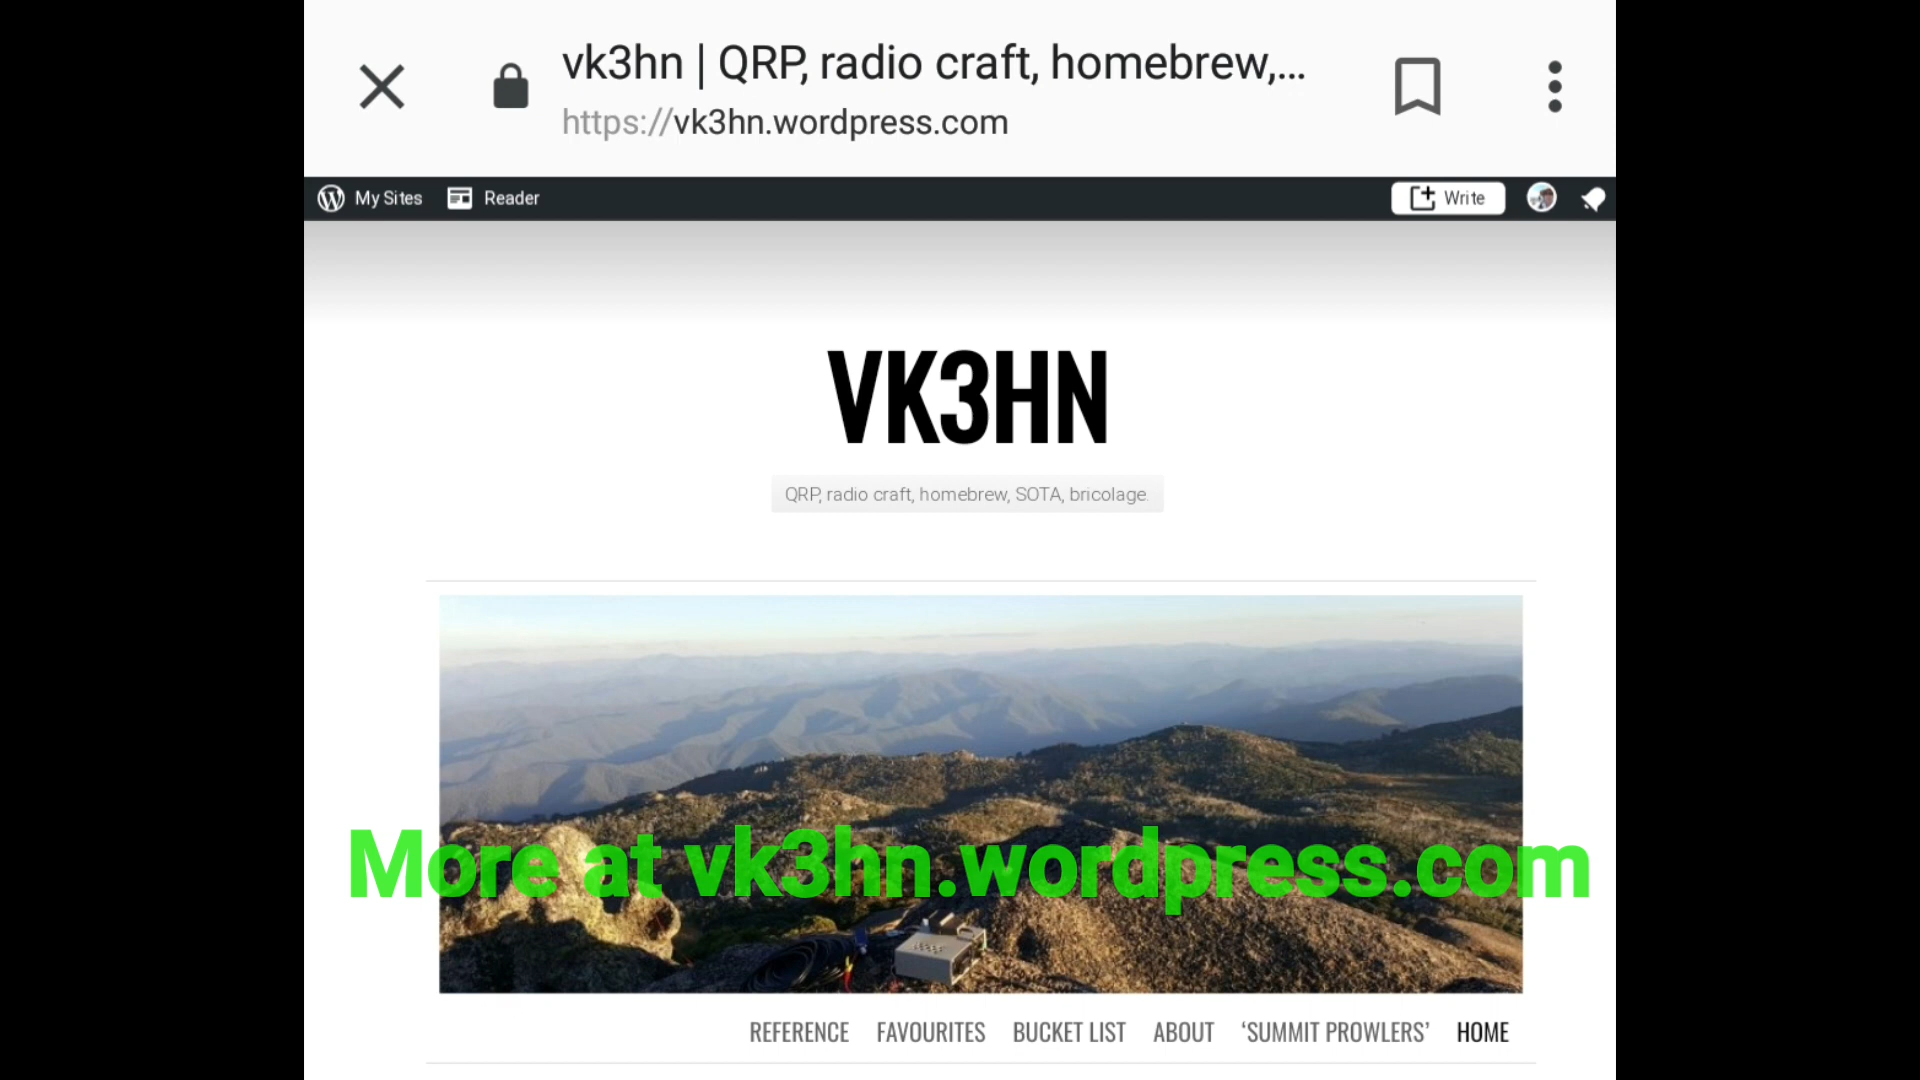 vk3hn | QRP, radio craft, homebrew,...
https://vk3hn.wordpress.com
My Sites Reader Write
VK3HN
QRP, radio craft, homebrew, SOTA, bricolage.
More at vk3hn.wordpress.com
REFERENCE FAVOURITES BUCKET LIST ABOUT ‘SUMMIT PROWLERS’ HOME